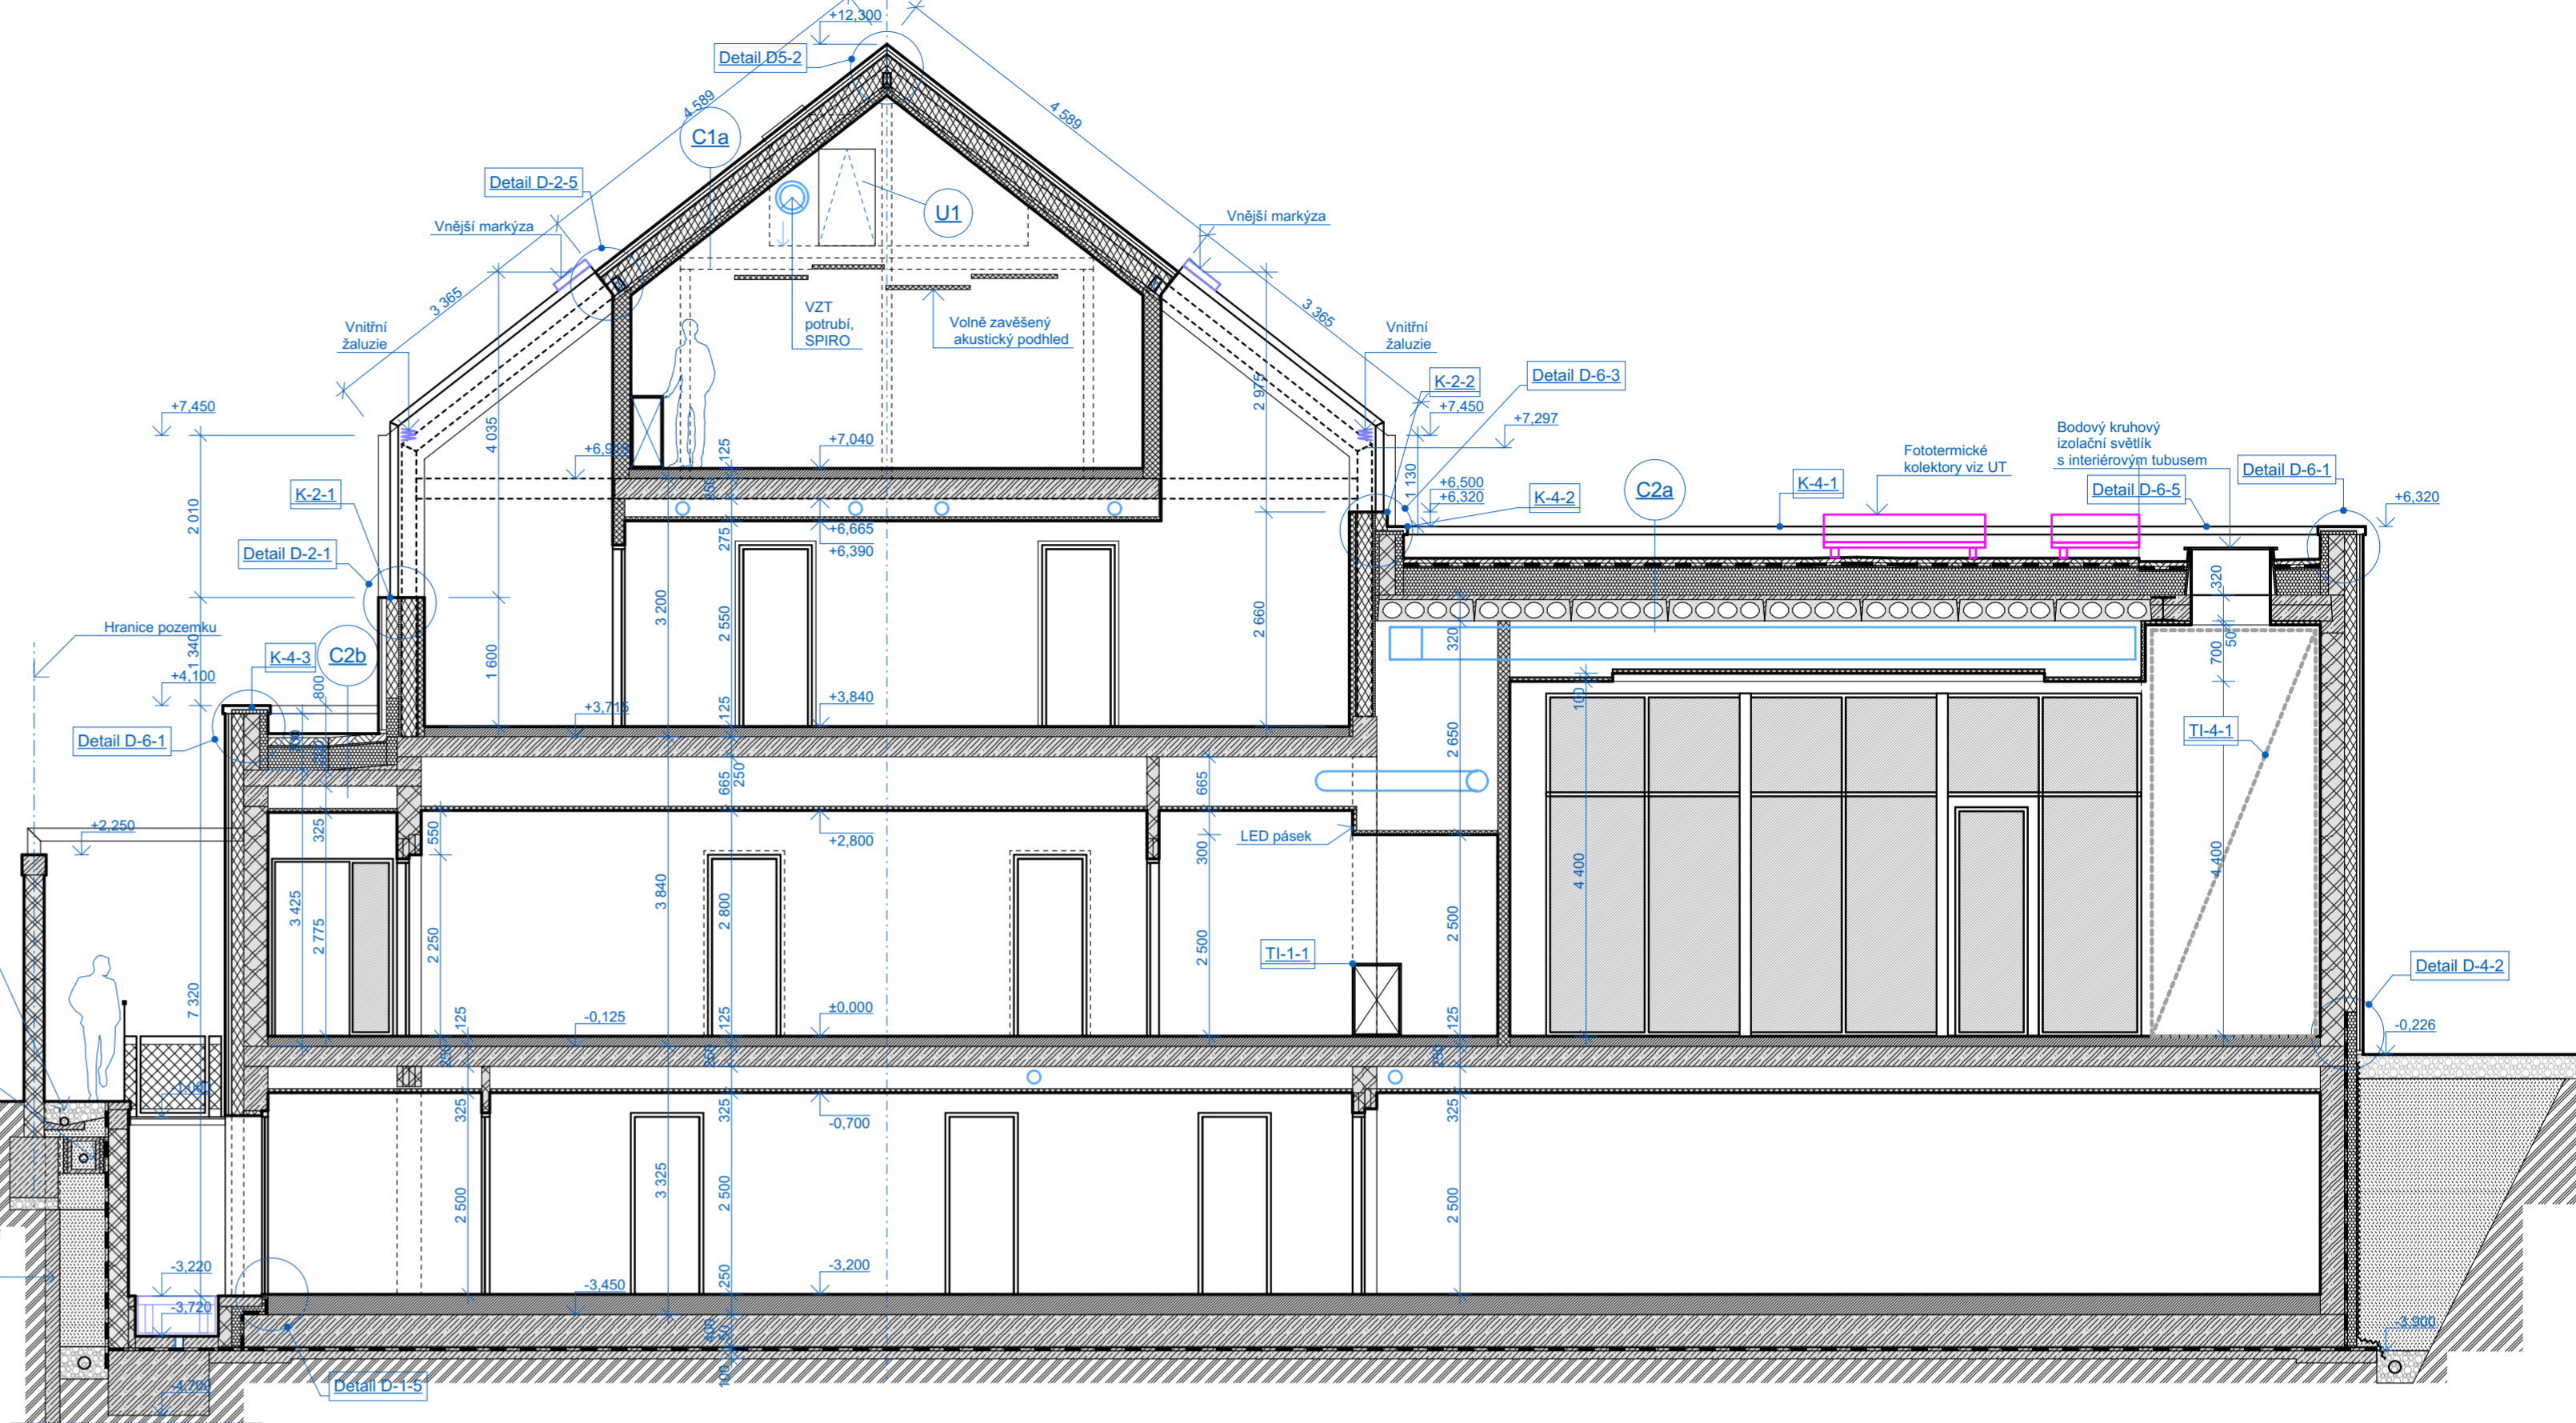 +12,300
Detail D5-2
4 589
4 589
C1a
Detail D-2-5
U1
Vnější markýza
Vnější markýza
3 365
3 365
VZT
potrubí,
SPIRO
Volně zavěšený
akustický podhled
Vnitřní
žaluzie
Vnitřní
žaluzie
K-2-2
Detail D-6-3
+7,450
+7,450
+7,297
4 035
2 975
+7,040
125
250
Bodový kruhový
izolační světlík
s interiérovým tubusem
Fototermické
kolektory viz UT
C2a
K-4-1
Detail D-6-1
Detail D-6-5
+6,320
K-2-1
2 010
1 130
+6,500
+6,320
K-4-2
+6,665
+6,390
275
Detail D-2-1
320
3 200
2 550
2 660
Hranice pozemku
1 340
K-4-3
C2b
1 600
320
700
50
+4,100
800
+3,715
125
+3,840
100
Detail D-6-1
2 650
TI-4-1
665
250
665
+2,250
325
550
+2,800
300
LED pásek
4 400
4 400
3 425
2 775
2 250
3 840
2 800
2 500
2 500
TI-1-1
Detail D-4-2
7 320
125
-0,125
125
±0,000
125
-0,226
250
250
250
325
325
-0,700
325
2 500
3 325
2 500
2 500
-3,220
-3,450
250
-3,200
-3,720
400
150
-3,900
100
-4,700
Detail D-1-5